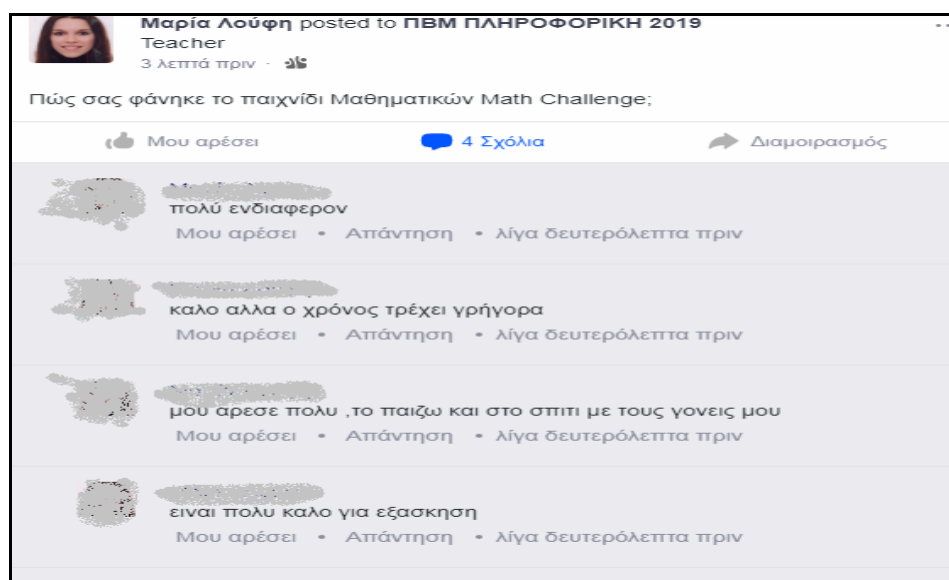 Μαρία Λούφη posted to ΠΒΜ ΠΛΗΡΟΦΟΡΙΚΗ 2019
Teacher
3 λεπτά πριν ·
Πώς σας φάνηκε το παιχνίδι Μαθηματικών Math Challenge;
Μου αρέσει 4 Σχόλια Διαμοιρασμός
πολύ ενδιαφερον
Μου αρέσει • Απάντηση • λίγα δευτερόλεπτα πριν
καλο αλλα ο χρόνος τρέχει γρήγορα
Μου αρέσει • Απάντηση • λίγα δευτερόλεπτα πριν
μου αρεσε πολυ ,το παιζω και στο σπιτι με τους γονεις μου
Μου αρέσει • Απάντηση • λίγα δευτερόλεπτα πριν
ειναι πολυ καλο για εξασκηση
Μου αρέσει • Απάντηση • λίγα δευτερόλεπτα πριν